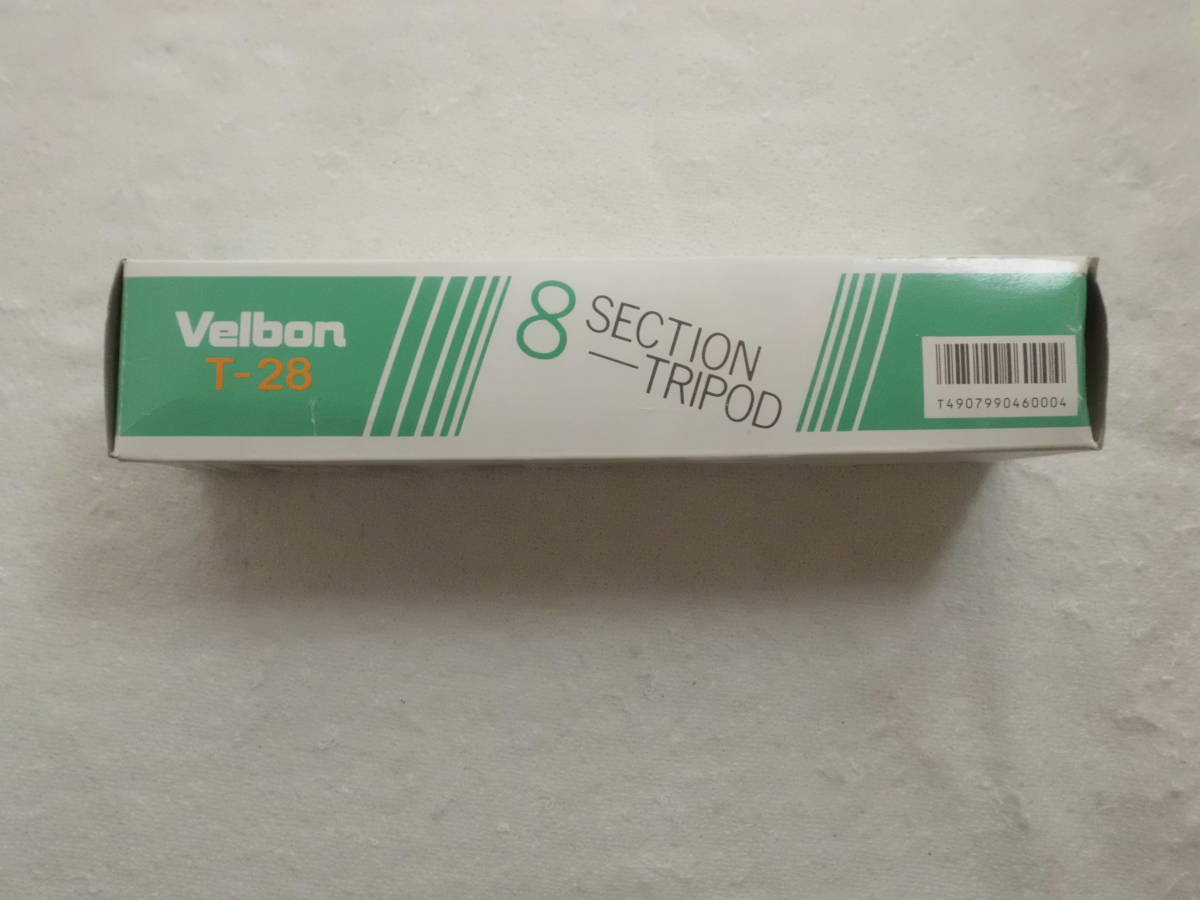 Velbon
T-28
8 SECTION
—TRIPOD
T4907990460004